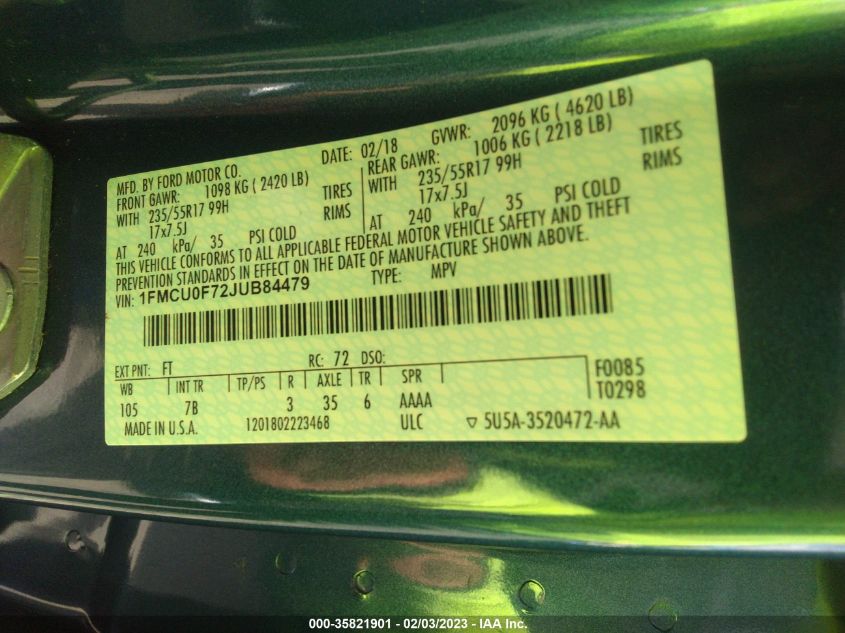 MFD. BY FORD MOTOR CO. DATE: 02/18 GVWR: 2096 KG ( 4620 LB)
FRONT GAWR: 1098 KG ( 2420 LB) REAR GAWR: 1006 KG ( 2218 LB)
WITH 235/55R17 99H TIRES WITH 235/55R17 99H TIRES
17x7.5J RIMS 17x7.5J RIMS
AT 240 kPa/ 35 PSI COLD AT 240 kPa/ 35 PSI COLD
THIS VEHICLE CONFORMS TO ALL APPLICABLE FEDERAL MOTOR VEHICLE SAFETY AND THEFT
PREVENTION STANDARDS IN EFFECT ON THE DATE OF MANUFACTURE SHOWN ABOVE.
VIN: 1FMCU0F72JUB84479 TYPE: MPV
EXT PNT: FT RC: 72 DSO: F0085
WB INT TR TP/PS R AXLE TR SPR T0298
105 7B 3 35 6 AAAA
MADE IN U.S.A. 1201802223468 ULC ▽ 5U5A-3520472-AA
000-35821901 - 02/03/2023 - IAA Inc.